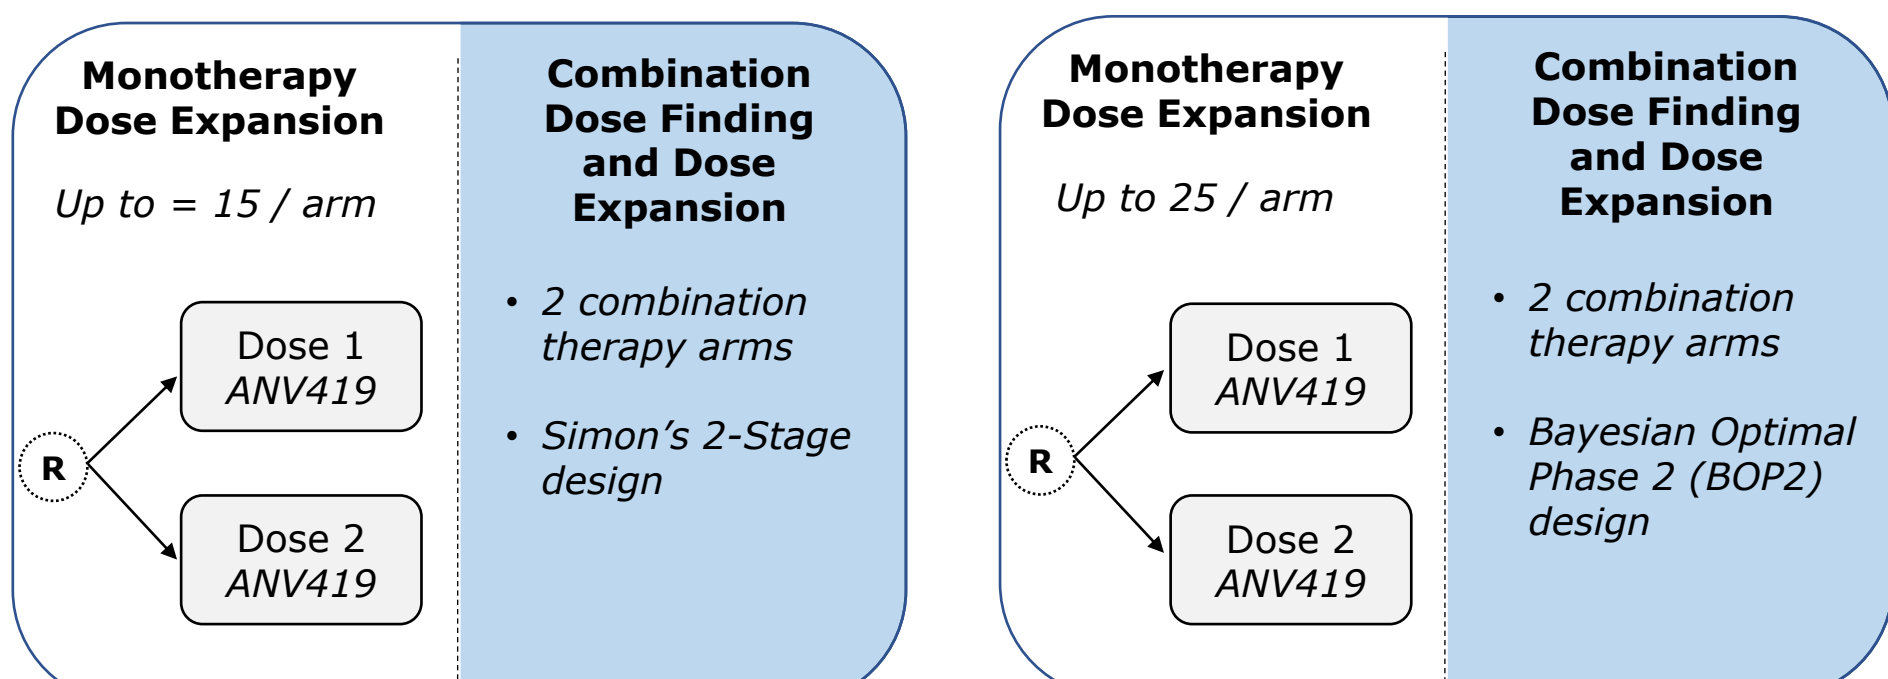 Monotherapy
Dose Expansion
Up to = 15 / arm
R
Dose 1
ANV419
Dose 2
ANV419
Combination
Dose Finding
and Dose
Expansion
• 2 combination
therapy arms
• Simon’s 2-Stage
design
Monotherapy
Dose Expansion
Up to 25 / arm
R
Dose 1
ANV419
Dose 2
ANV419
Combination
Dose Finding
and Dose
Expansion
• 2 combination
therapy arms
• Bayesian Optimal
Phase 2 (BOP2)
design